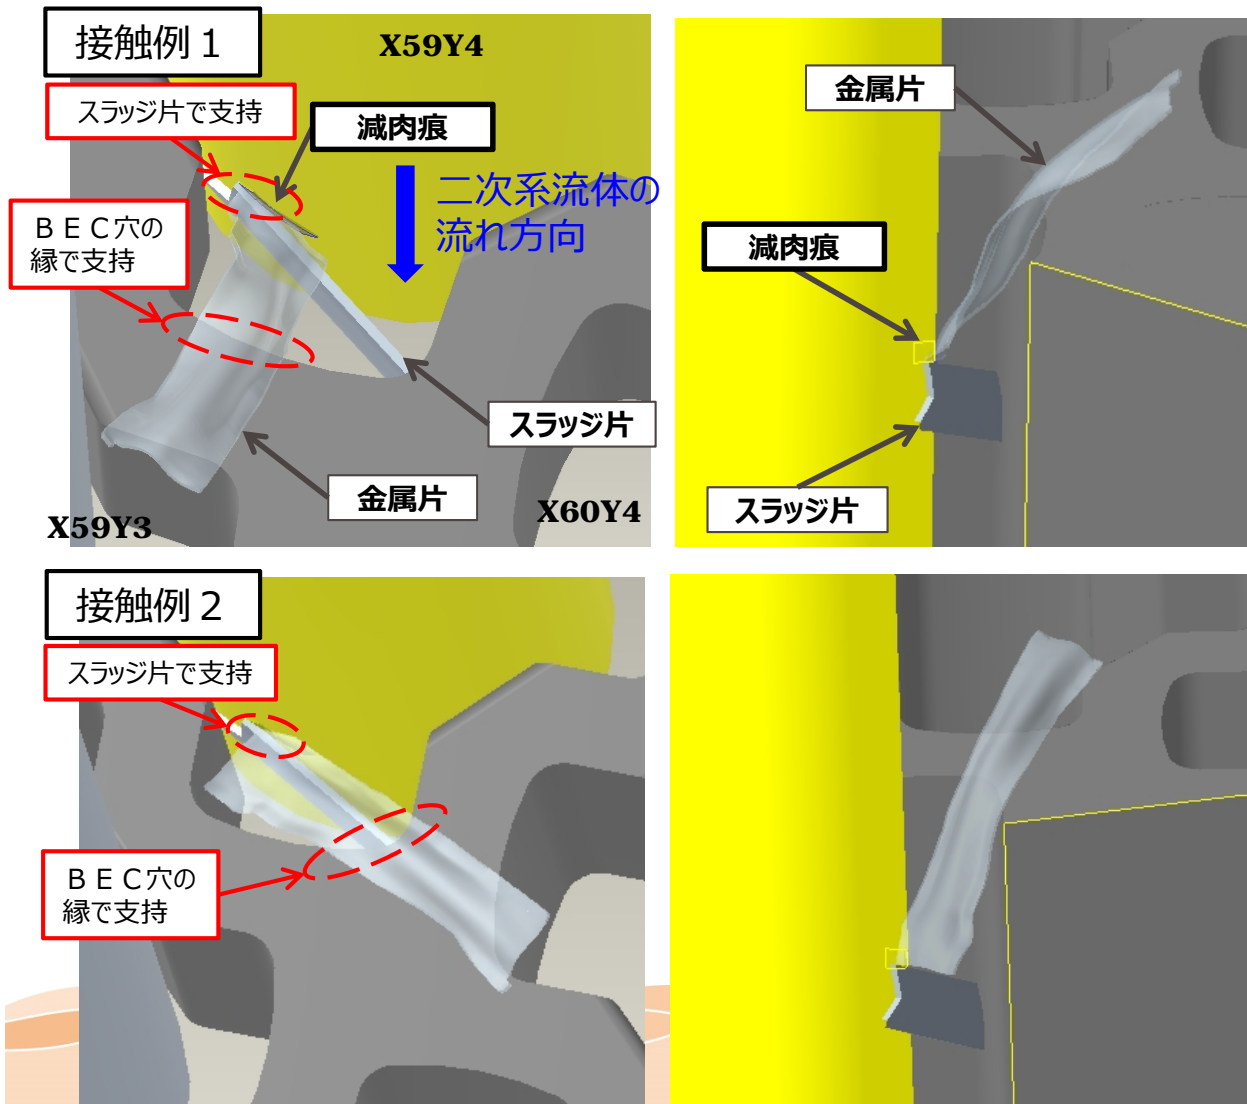 接触例１
X59Y4
スラッジ片で支持
減肉痕
二次系流体の
流れ方向
ＢＥＣ穴の
縁で支持
スラッジ片
金属片
X60Y4
X59Y3
金属片
減肉痕
スラッジ片
接触例２
スラッジ片で支持
ＢＥＣ穴の
縁で支持